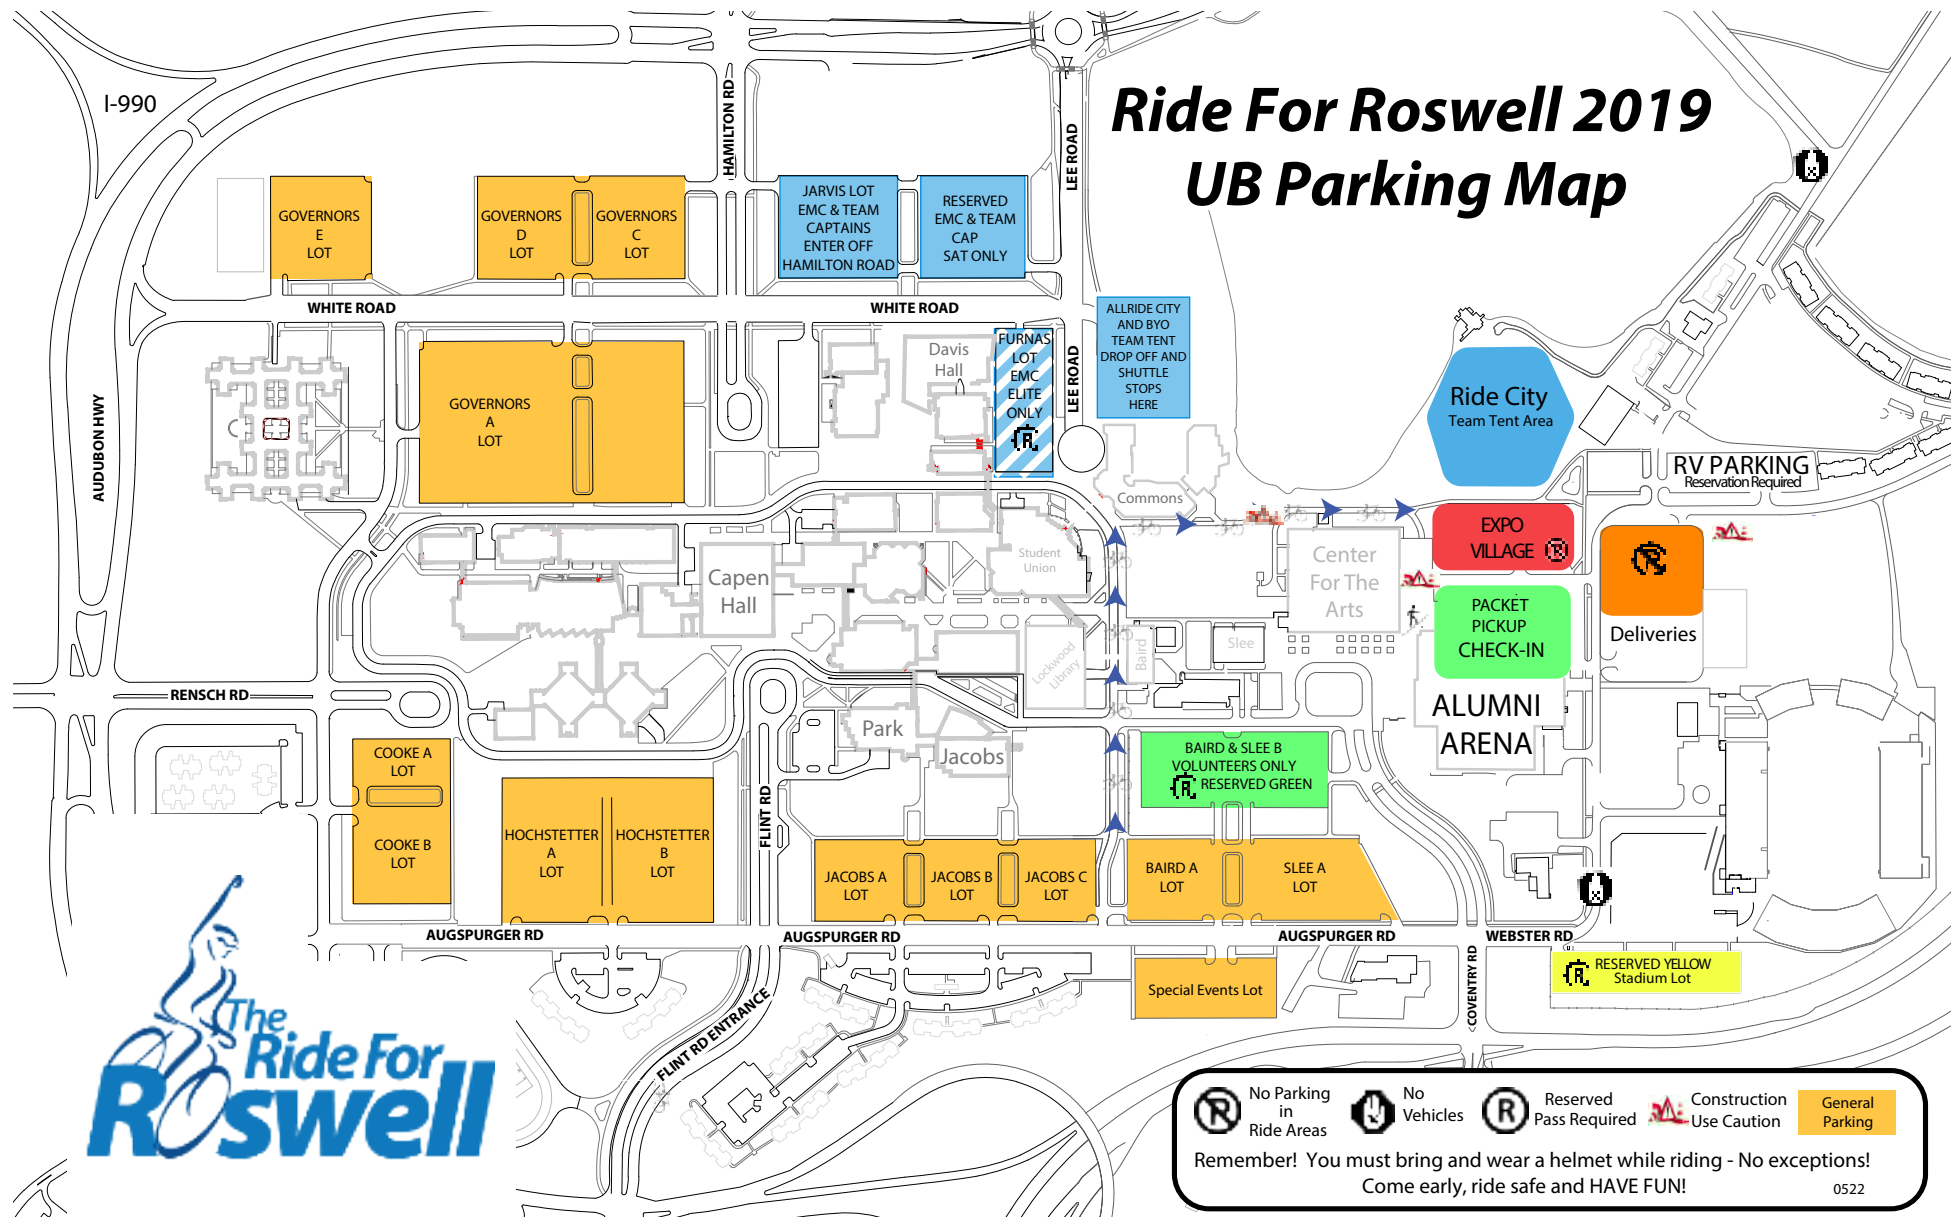 I-990
Ride For Roswell 2019
UB Parking Map
HAMILTON RD
LEE ROAD
GOVERNORS
E
LOT
GOVERNORS
D
LOT
GOVERNORS
C
LOT
JARVIS LOT
EMC & TEAM
CAPTAINS
ENTER OFF
HAMILTON ROAD
RESERVED
EMC & TEAM
CAP
SAT ONLY
WHITE ROAD
WHITE ROAD
ALLRIDE CITY
AND BYO
TEAM TENT
DROP OFF AND
SHUTTLE
STOPS
HERE
Davis
Hall
FURNAS
LOT
EMC
ELITE
ONLY
R
LEE ROAD
AUDUBON HWY
GOVERNORS
A
LOT
Ride City
Team Tent Area
RV PARKING
Reservation Required
Commons
EXPO
VILLAGE
R
Student
Union
Center
For The
Arts
Capen
Hall
PACKET
PICKUP
CHECK-IN
Deliveries
Lockwood
Library
Baird
Slee
RENSCH RD
ALUMNI
ARENA
Park
Jacobs
COOKE A
LOT
COOKE B
LOT
BAIRD & SLEE B
VOLUNTEERS ONLY
R RESERVED GREEN
FLINT RD
HOCHSTETTER
A
LOT
HOCHSTETTER
B
LOT
JACOBS A
LOT
JACOBS B
LOT
JACOBS C
LOT
BAIRD A
LOT
SLEE A
LOT
AUGSPURGER RD
AUGSPURGER RD
AUGSPURGER RD
WEBSTER RD
COVENTRY RD
R RESERVED YELLOW
Stadium Lot
Special Events Lot
FLINT RD ENTRANCE
The
Ride For
Roswell
No Parking
in
Ride Areas
No
Vehicles
R
Reserved
Pass Required
Construction
Use Caution
General
Parking
Remember! You must bring and wear a helmet while riding - No exceptions!
Come early, ride safe and HAVE FUN!
0522